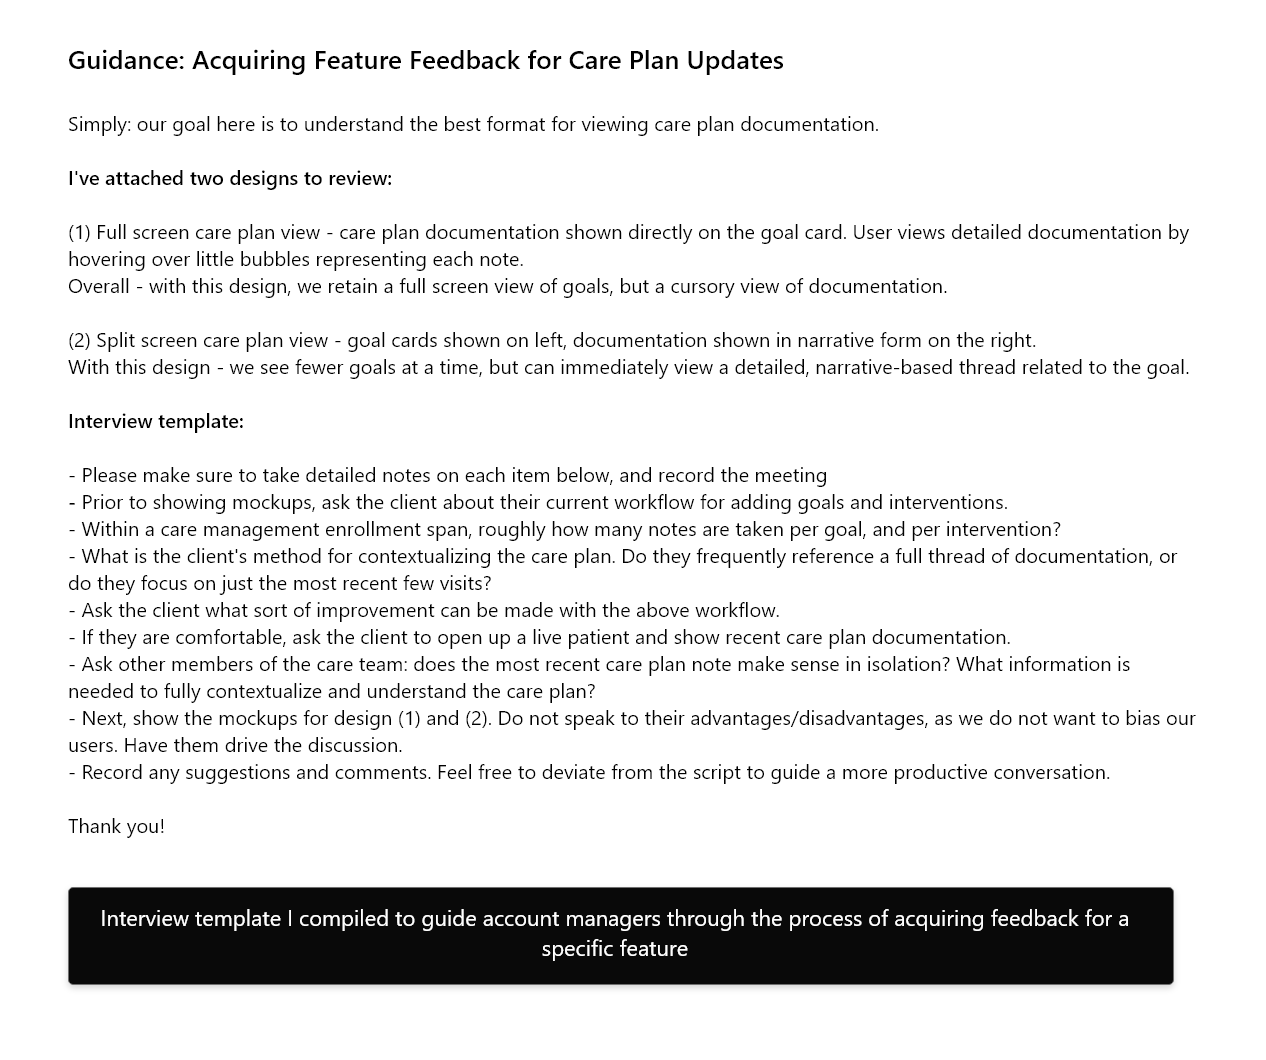 Guidance: Acquiring Feature Feedback for Care Plan Updates
Simply: our goal here is to understand the best format for viewing care plan documentation.
I've attached two designs to review:
(1) Full screen care plan view - care plan documentation shown directly on the goal card. User views detailed documentation by
hovering over little bubbles representing each note.
Overall - with this design, we retain a full screen view of goals, but a cursory view of documentation.
(2) Split screen care plan view - goal cards shown on left, documentation shown in narrative form on the right.
With this design - we see fewer goals at a time, but can immediately view a detailed, narrative-based thread related to the goal.
Interview template:
- Please make sure to take detailed notes on each item below, and record the meeting
- Prior to showing mockups, ask the client about their current workflow for adding goals and interventions.
- Within a care management enrollment span, roughly how many notes are taken per goal, and per intervention?
- What is the client's method for contextualizing the care plan. Do they frequently reference a full thread of documentation, or
do they focus on just the most recent few visits?
- Ask the client what sort of improvement can be made with the above workflow.
- If they are comfortable, ask the client to open up a live patient and show recent care plan documentation.
- Ask other members of the care team: does the most recent care plan note make sense in isolation? What information is
needed to fully contextualize and understand the care plan?
- Next, show the mockups for design (1) and (2). Do not speak to their advantages/disadvantages, as we do not want to bias our
users. Have them drive the discussion.
- Record any suggestions and comments. Feel free to deviate from the script to guide a more productive conversation.
Thank you!
Interview template I compiled to guide account managers through the process of acquiring feedback for a
specific feature